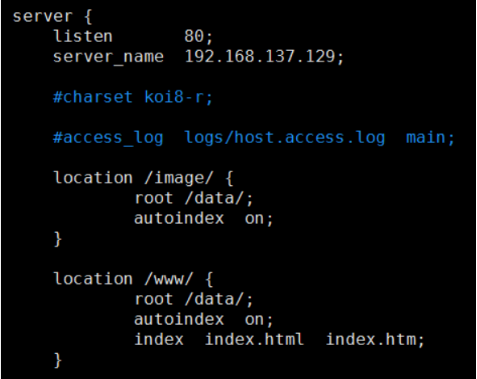 server {
    listen       80;
    server_name  192.168.137.129;
    #charset koi8-r;
    #access_log  logs/host.access.log  main;
    location /image/ {
            root /data/;
            autoindex  on;
    }
    location /www/ {
            root /data/;
            autoindex  on;
            index  index.html  index.htm;
    }